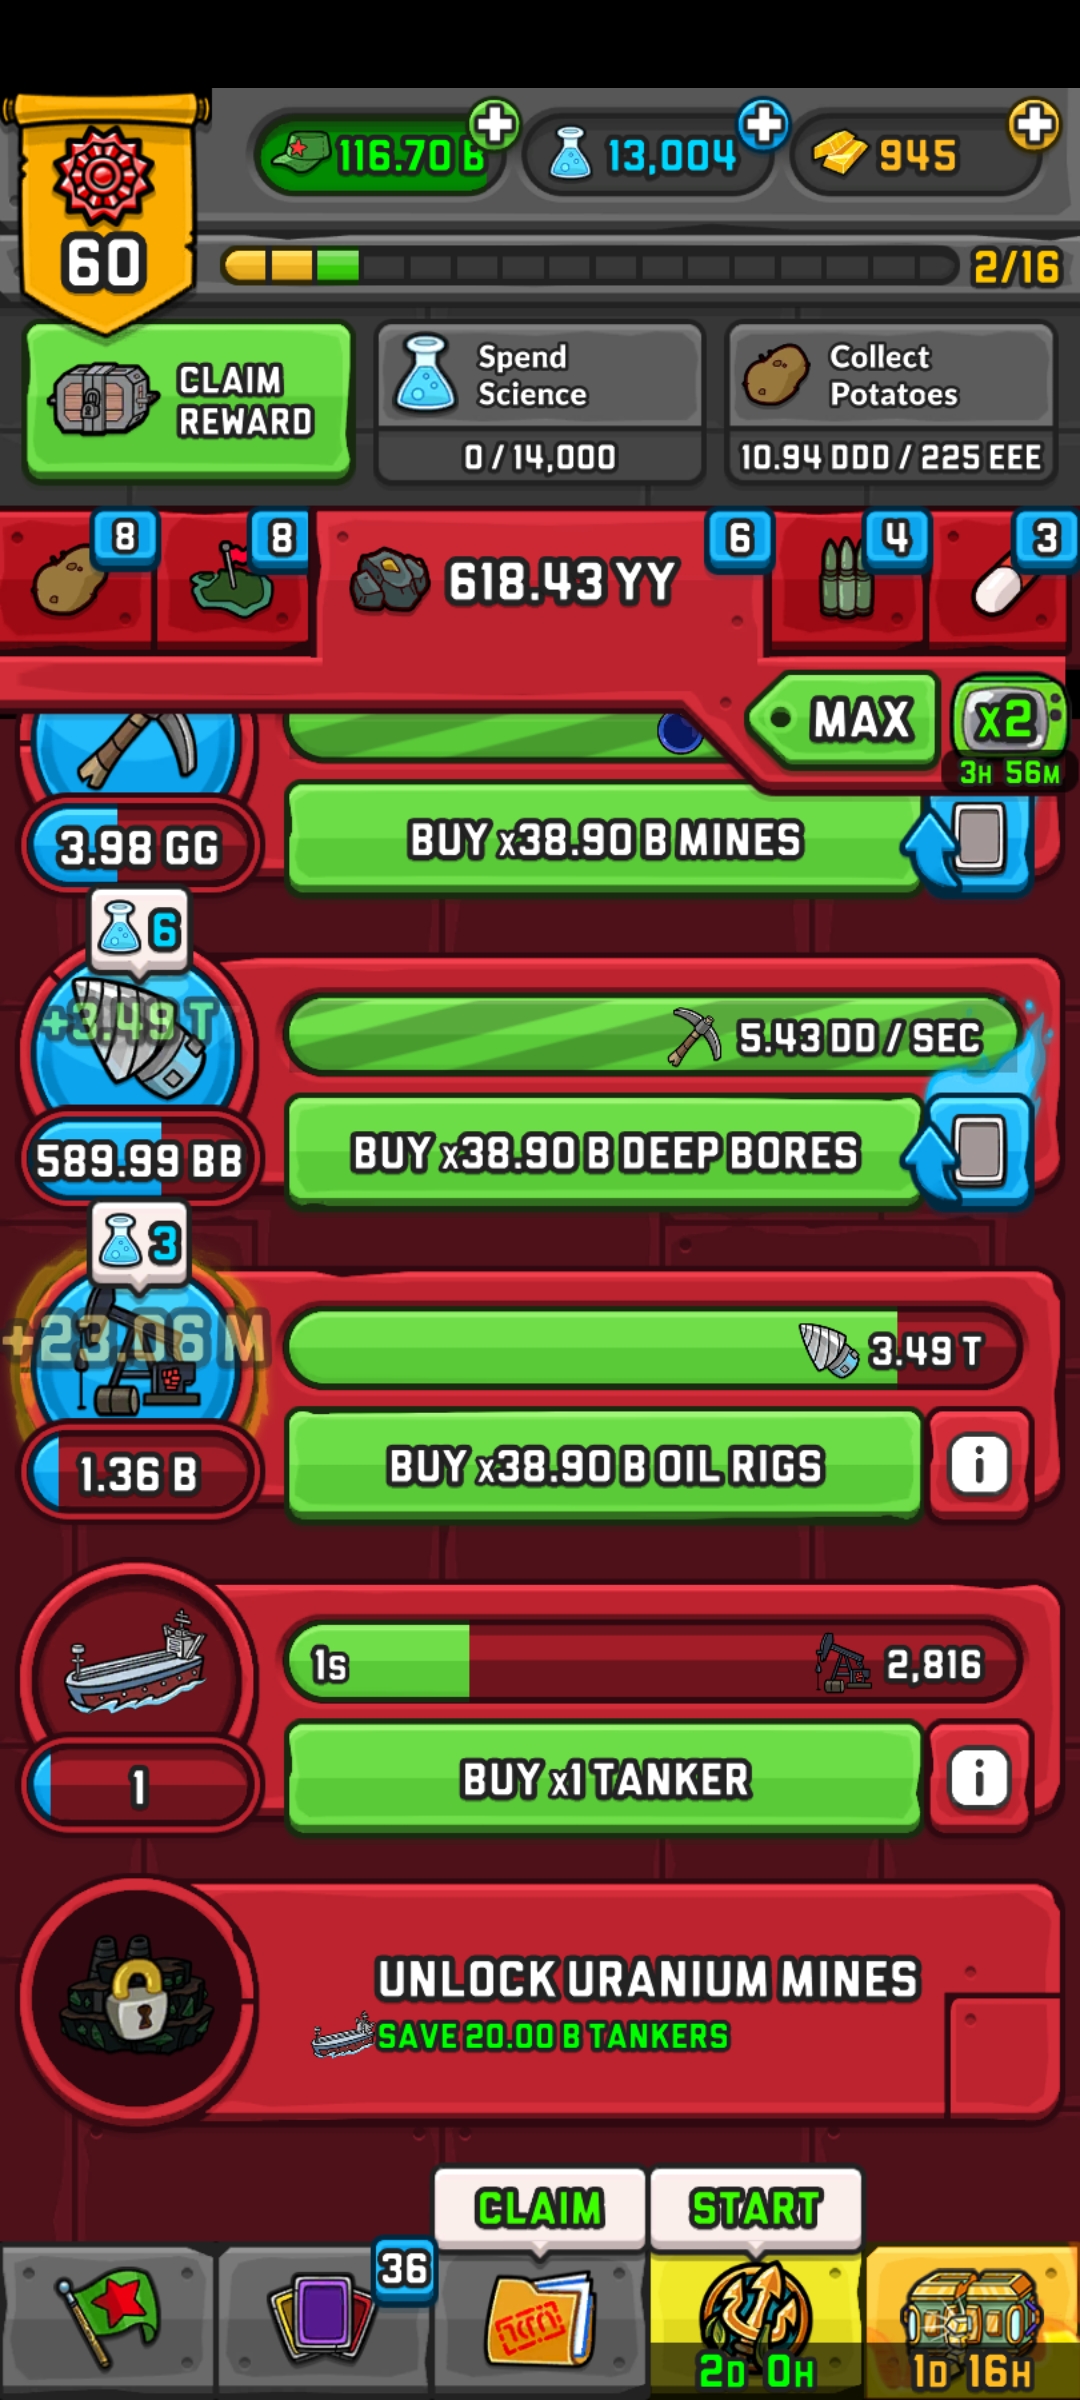 116.70 B
13,004
945
60
2/16
CLAIM
REWARD
Spend
Science
0 / 14,000
Collect
Potatoes
10.94 DDD / 225 EEE
8
8
618.43 YY
6
4
3
MAX
x2
3H 56M
3.98 GG
BUY x38.90 B MINES
6
+3.49 T
5.43 DD / SEC
589.99 BB
BUY x38.90 B DEEP BORES
3
+23.06 M
3.49 T
1.36 B
BUY x38.90 B OIL RIGS
i
1s
2,816
1
BUY x1 TANKER
i
UNLOCK URANIUM MINES
SAVE 20.00 B TANKERS
CLAIM
START
36
2D 0H
1D 16H